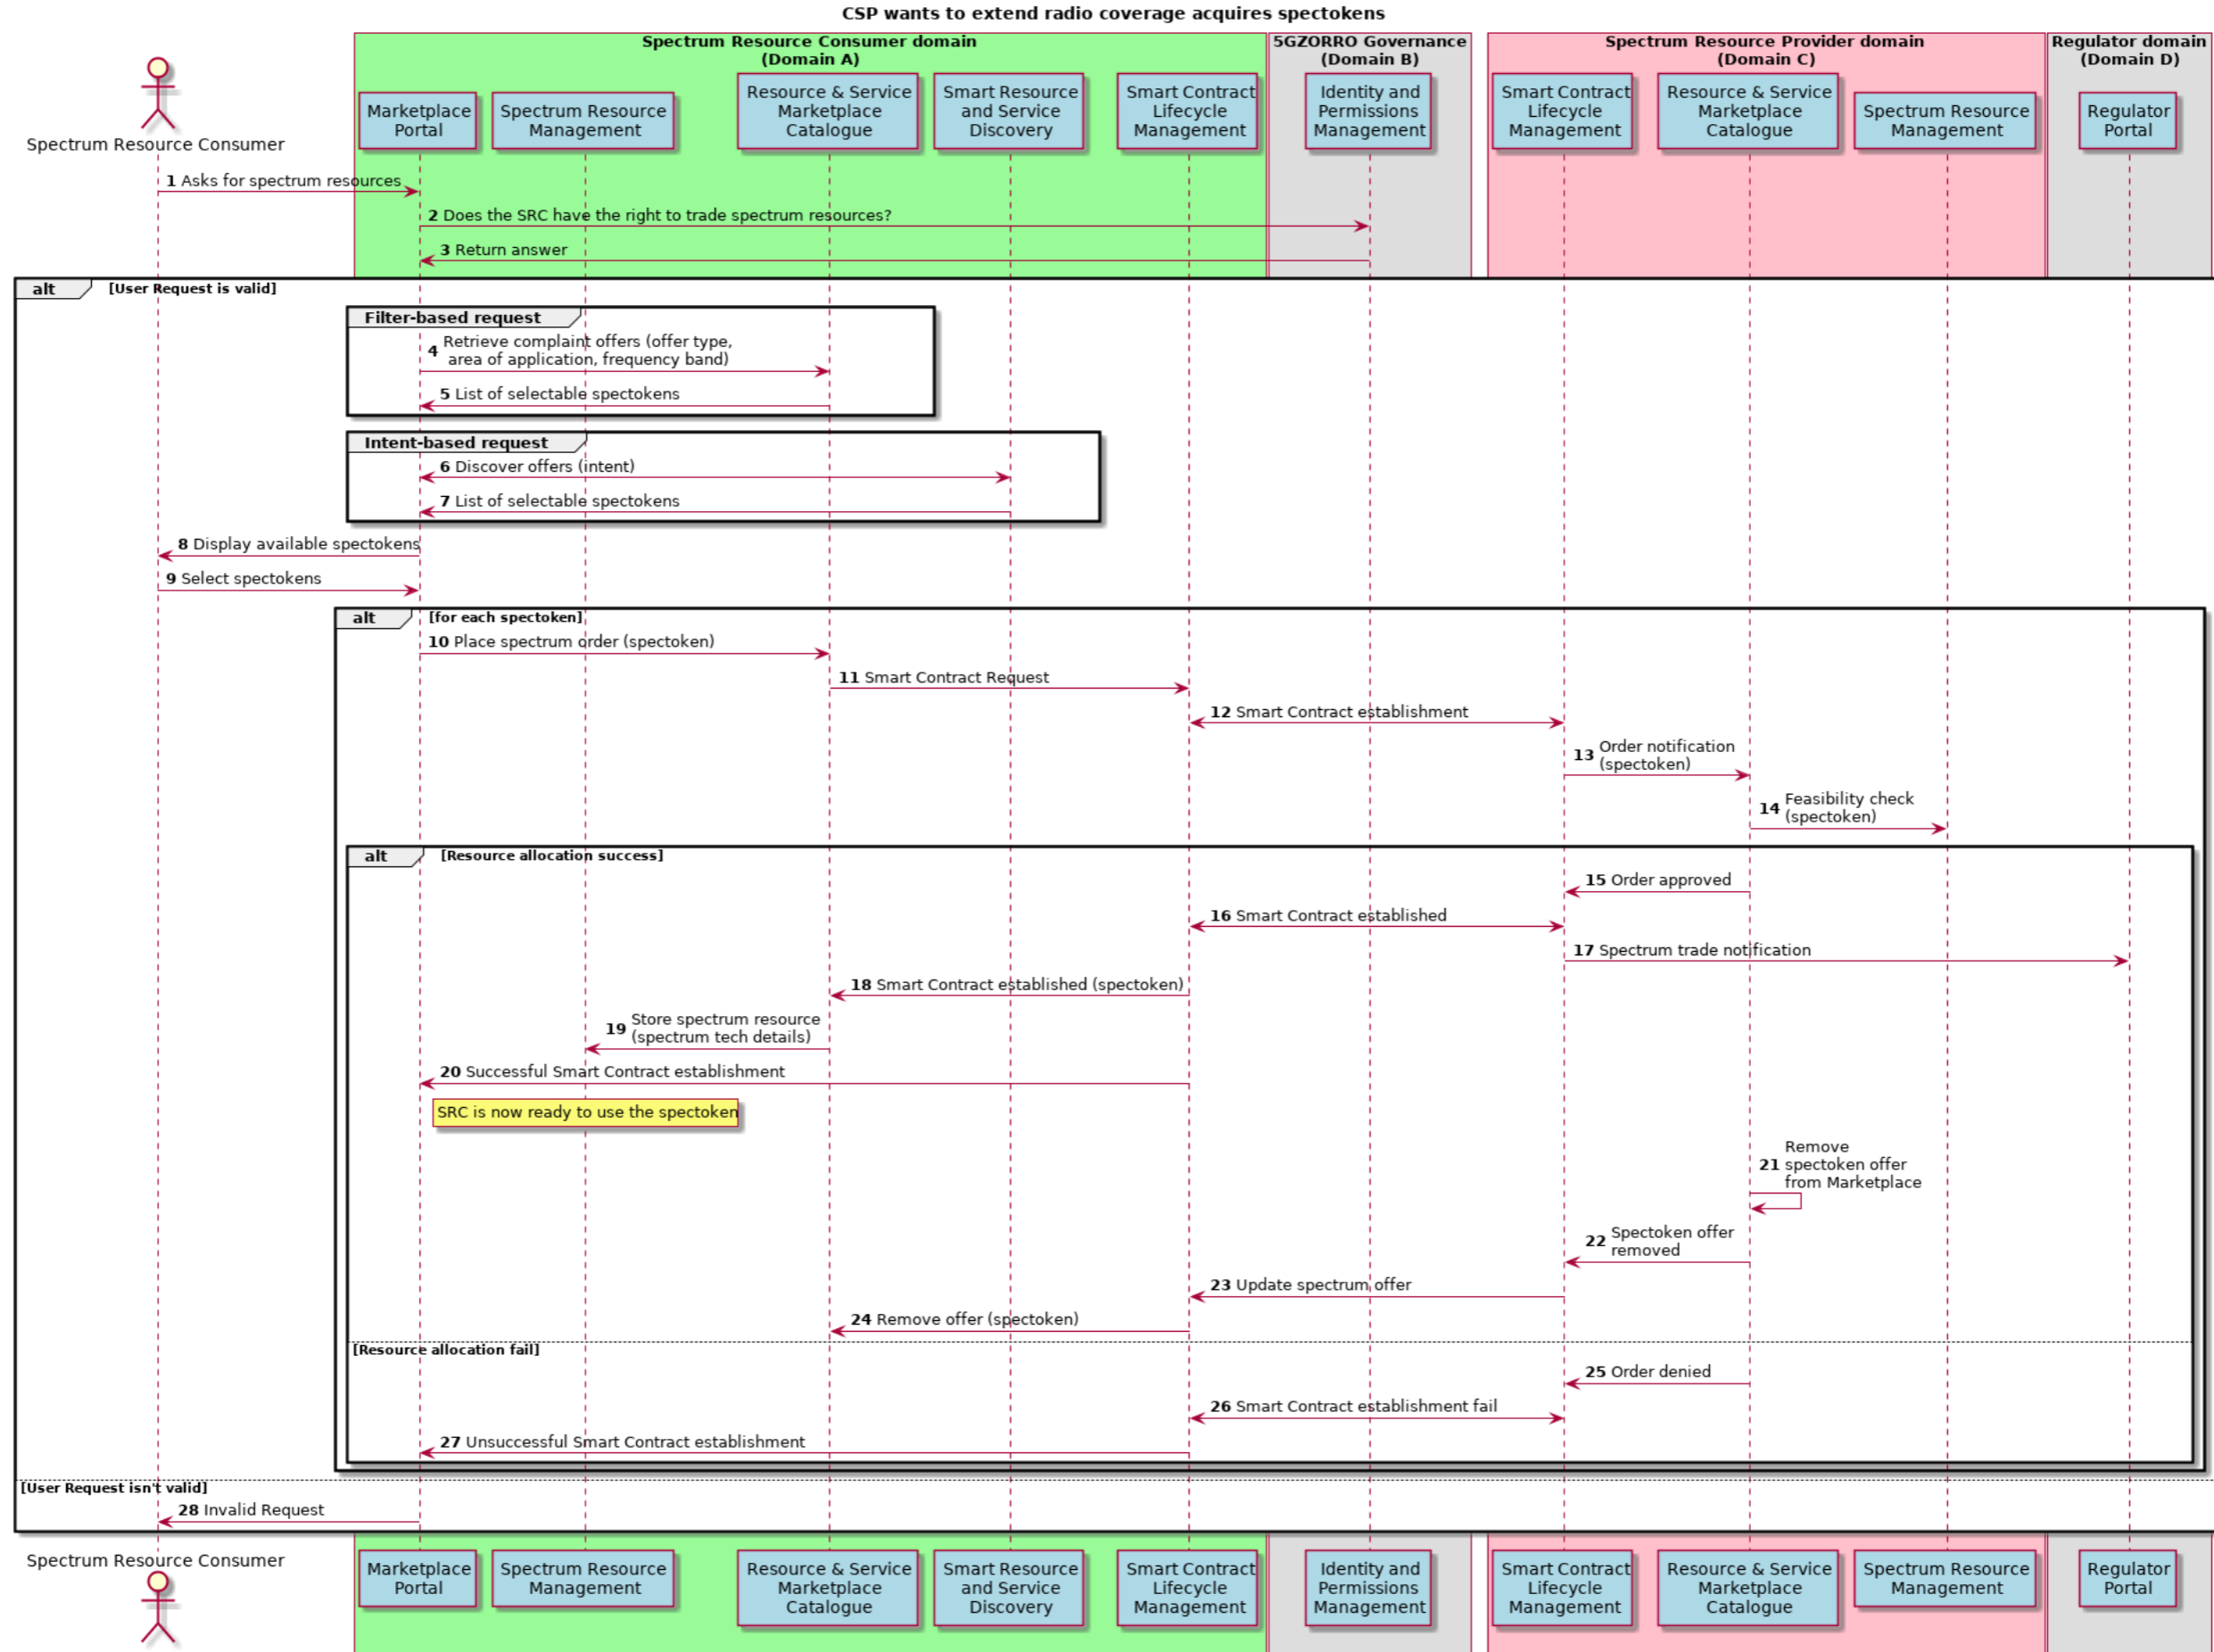 CSP wants to extend radio coverage acquires spectokens
Spectrum Resource Consumer domain
(Domain A)
5GZORRO Governance
(Domain B)
Spectrum Resource Provider domain
(Domain C)
Regulator domain
(Domain D)
Spectrum Resource Consumer
Marketplace
Portal
Spectrum Resource
Management
Resource & Service
Marketplace
Catalogue
Smart Resource
and Service
Discovery
Smart Contract
Lifecycle
Management
Identity and
Permissions
Management
Smart Contract
Lifecycle
Management
Resource & Service
Marketplace
Catalogue
Spectrum Resource
Management
Regulator
Portal
1 Asks for spectrum resources
2 Does the SRC have the right to trade spectrum resources?
3 Return answer
alt [User Request is valid]
Filter-based request
4 Retrieve complaint offers (offer type,
area of application, frequency band)
5 List of selectable spectokens
Intent-based request
6 Discover offers (intent)
7 List of selectable spectokens
8 Display available spectokens
9 Select spectokens
alt [for each spectoken]
10 Place spectrum order (spectoken)
11 Smart Contract Request
12 Smart Contract establishment
13 Order notification
(spectoken)
14 Feasibility check
(spectoken)
alt [Resource allocation success]
15 Order approved
16 Smart Contract established
17 Spectrum trade notification
18 Smart Contract established (spectoken)
19 Store spectrum resource
(spectrum tech details)
20 Successful Smart Contract establishment
SRC is now ready to use the spectoken
21 Remove
spectoken offer
from Marketplace
22 Spectoken offer
removed
23 Update spectrum offer
24 Remove offer (spectoken)
[Resource allocation fail]
25 Order denied
26 Smart Contract establishment fail
27 Unsuccessful Smart Contract establishment
[User Request isn't valid]
28 Invalid Request
Spectrum Resource Consumer
Marketplace
Portal
Spectrum Resource
Management
Resource & Service
Marketplace
Catalogue
Smart Resource
and Service
Discovery
Smart Contract
Lifecycle
Management
Identity and
Permissions
Management
Smart Contract
Lifecycle
Management
Resource & Service
Marketplace
Catalogue
Spectrum Resource
Management
Regulator
Portal